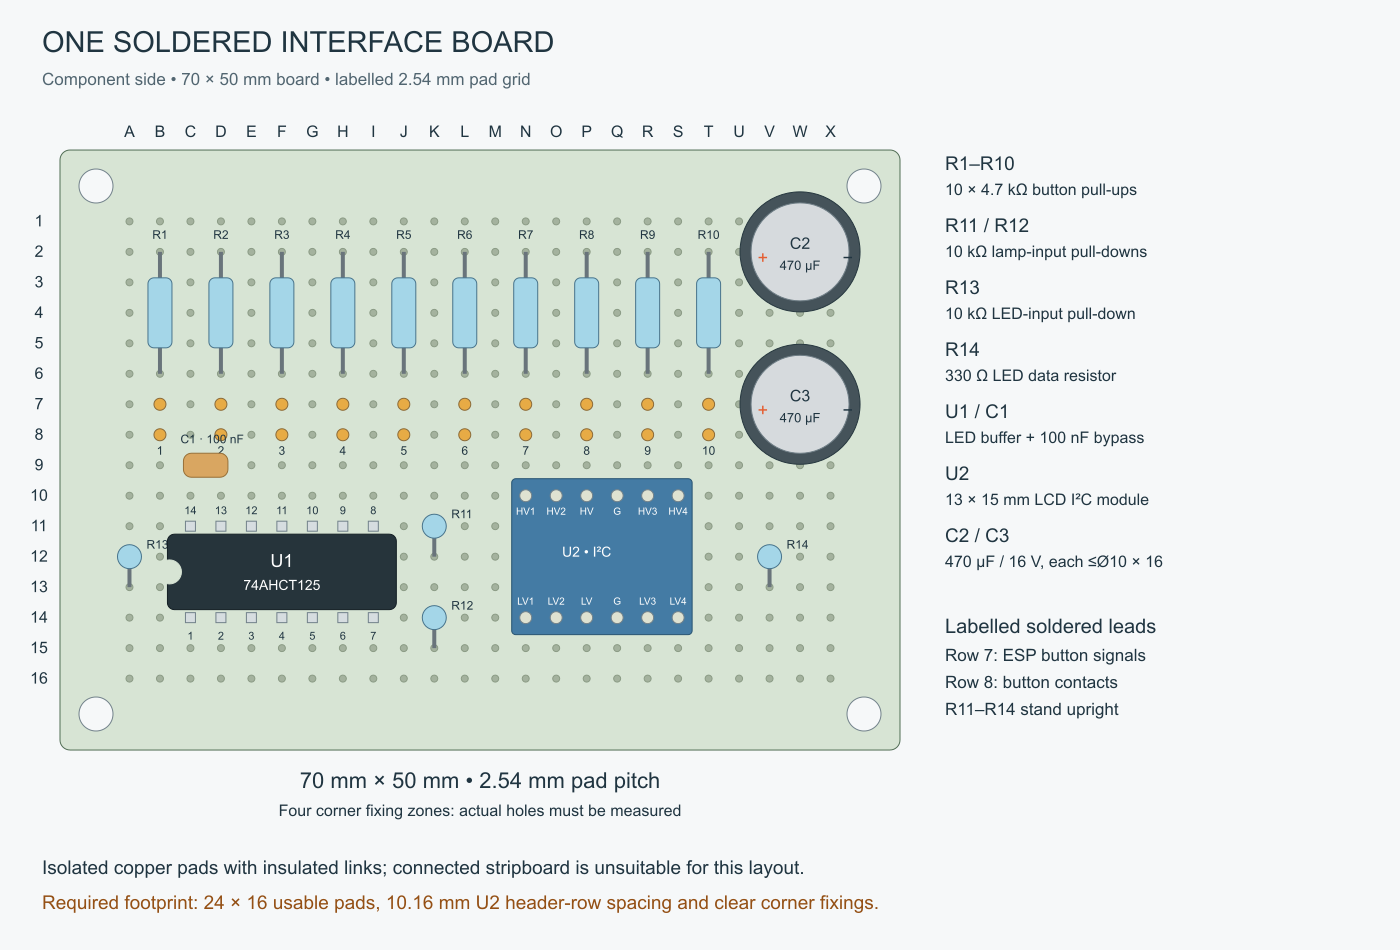 ONE SOLDERED INTERFACE BOARD
Component side • 70 × 50 mm board • labelled 2.54 mm pad grid
A B C D E F G H I J K L M N O P Q R S T U V W X
1
R1 R2 R3 R4 R5 R6 R7 R8 R9 R10
2
3
4
5
6
7
8
C2
+ −
470 µF
C3
+ −
470 µF
C1 · 100 nF
1 2 3 4 5 6 7 8 9 10
9
10
HV1 HV2 HV G HV3 HV4
14 13 12 11 10 9 8
11
R11
12
R13
U1
74AHCT125
U2 • I²C
R14
13
LV1 LV2 LV G LV3 LV4
14
R12
1 2 3 4 5 6 7
15
16
R1–R10
10 × 4.7 kΩ button pull-ups
R11 / R12
10 kΩ lamp-input pull-downs
R13
10 kΩ LED-input pull-down
R14
330 Ω LED data resistor
U1 / C1
LED buffer + 100 nF bypass
U2
13 × 15 mm LCD I²C module
C2 / C3
470 µF / 16 V, each ≤Ø10 × 16
Labelled soldered leads
Row 7: ESP button signals
Row 8: button contacts
R11–R14 stand upright
70 mm × 50 mm • 2.54 mm pad pitch
Four corner fixing zones: actual holes must be measured
Isolated copper pads with insulated links; connected stripboard is unsuitable for this layout.
Required footprint: 24 × 16 usable pads, 10.16 mm U2 header-row spacing and clear corner fixings.